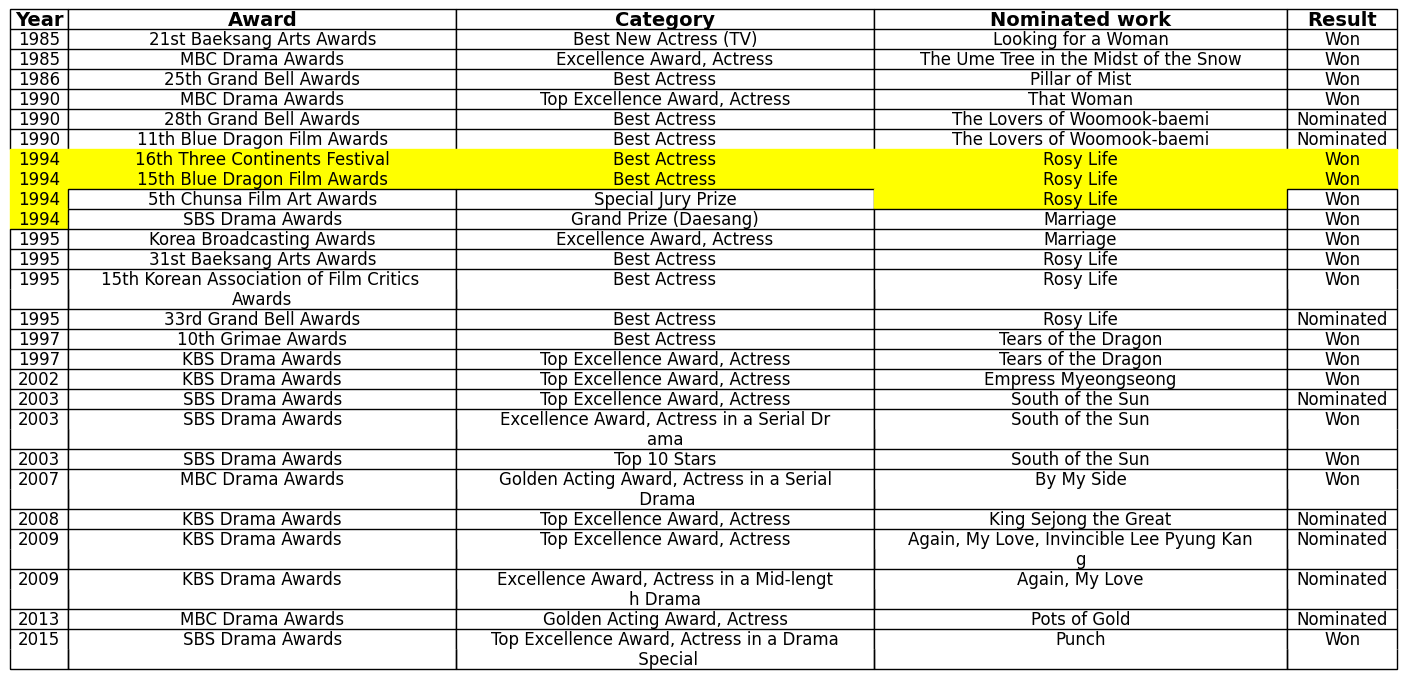 Year Award Category Nominated work Result
1985 21st Baeksang Arts Awards Best New Actress (TV) Looking for a Woman Won
1985 MBC Drama Awards Excellence Award, Actress The Ume Tree in the Midst of the Snow Won
1986 25th Grand Bell Awards Best Actress Pillar of Mist Won
1990 MBC Drama Awards Top Excellence Award, Actress That Woman Won
1990 28th Grand Bell Awards Best Actress The Lovers of Woomook-baemi Nominated
1990 11th Blue Dragon Film Awards Best Actress The Lovers of Woomook-baemi Nominated
1994 16th Three Continents Festival Best Actress Rosy Life Won
1994 15th Blue Dragon Film Awards Best Actress Rosy Life Won
1994 5th Chunsa Film Art Awards Special Jury Prize Rosy Life Won
1994 SBS Drama Awards Grand Prize (Daesang) Marriage Won
1995 Korea Broadcasting Awards Excellence Award, Actress Marriage Won
1995 31st Baeksang Arts Awards Best Actress Rosy Life Won
1995 15th Korean Association of Film Critics Best Actress Rosy Life Won
Awards
1995 33rd Grand Bell Awards Best Actress Rosy Life Nominated
1997 10th Grimae Awards Best Actress Tears of the Dragon Won
1997 KBS Drama Awards Top Excellence Award, Actress Tears of the Dragon Won
2002 KBS Drama Awards Top Excellence Award, Actress Empress Myeongseong Won
2003 SBS Drama Awards Top Excellence Award, Actress South of the Sun Nominated
2003 SBS Drama Awards Excellence Award, Actress in a Serial Dr South of the Sun Won
ama
2003 SBS Drama Awards Top 10 Stars South of the Sun Won
2007 MBC Drama Awards Golden Acting Award, Actress in a Serial By My Side Won
Drama
2008 KBS Drama Awards Top Excellence Award, Actress King Sejong the Great Nominated
2009 KBS Drama Awards Top Excellence Award, Actress Again, My Love, Invincible Lee Pyung Kan Nominated
g
2009 KBS Drama Awards Excellence Award, Actress in a Mid-lengt Again, My Love Nominated
h Drama
2013 MBC Drama Awards Golden Acting Award, Actress Pots of Gold Nominated
2015 SBS Drama Awards Top Excellence Award, Actress in a Drama Punch Won
Special